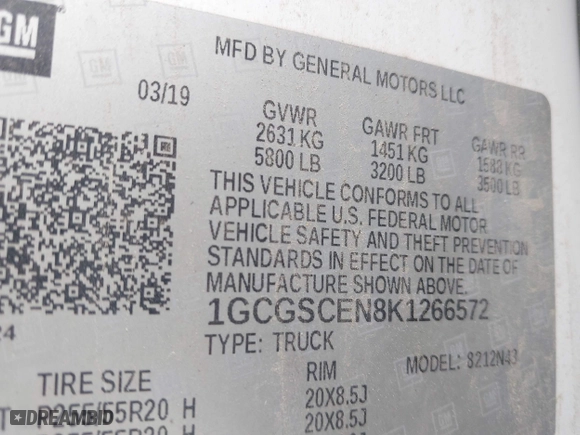 GM
MFD BY GENERAL MOTORS LLC
03/19
GVWR GAWR FRT GAWR RR
2631 KG 1451 KG 1588 KG
5800 LB 3200 LB 3500 LB
THIS VEHICLE CONFORMS TO ALL
APPLICABLE U.S. FEDERAL MOTOR
VEHICLE SAFETY AND THEFT PREVENTION
STANDARDS IN EFFECT ON THE DATE OF
MANUFACTURE SHOWN ABOVE.
1GCGSCEN8K1266572
TYPE: TRUCK MODEL: 8212N43
TIRE SIZE RIM
P255/55R20 H 20X8.5J
20X8.5J
DREAMBID